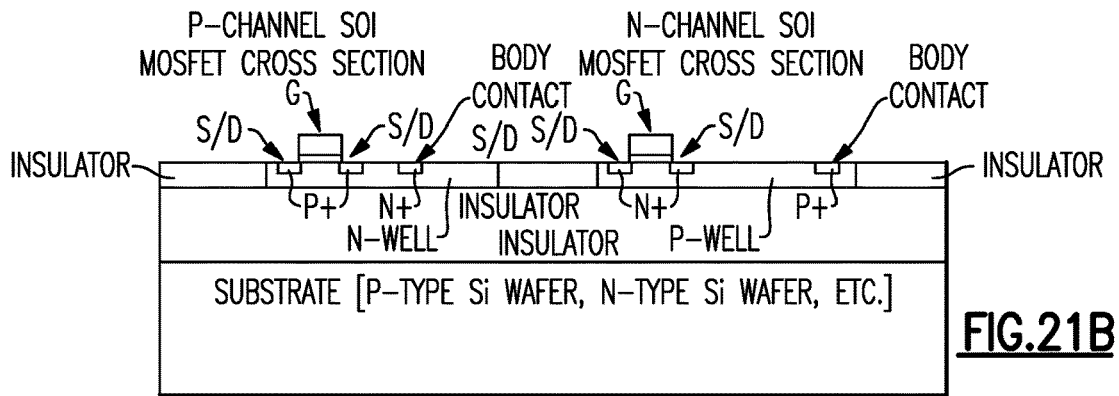 P-CHANNEL SOI
MOSFET CROSS SECTION
N-CHANNEL SOI
MOSFET CROSS SECTION
BODY
CONTACT
BODY
CONTACT
G
G
S/D
S/D
S/D
S/D
S/D
INSULATOR
INSULATOR
P+
N+
INSULATOR
N+
P+
N-WELL
INSULATOR
P-WELL
SUBSTRATE [P-TYPE Si WAFER, N-TYPE Si WAFER, ETC.]
FIG.21B